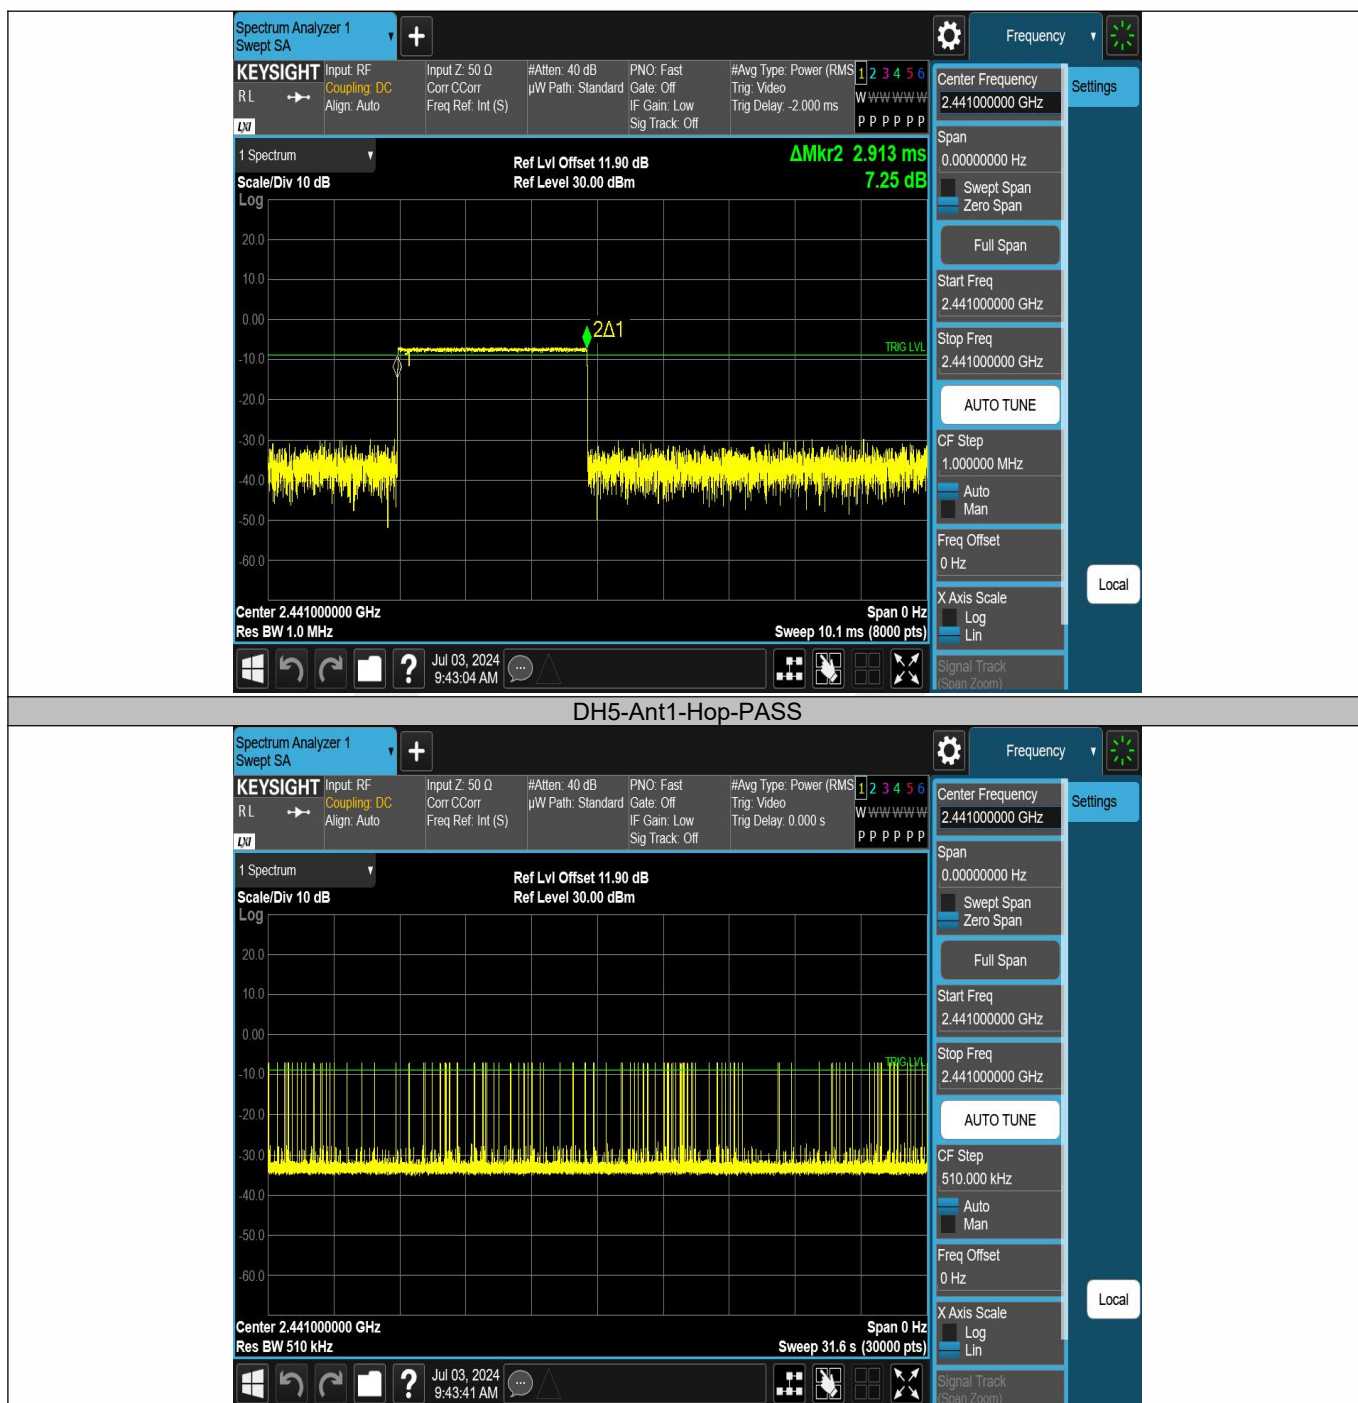 Spectrum Analyzer 1
Swept SA
Frequency
KEYSIGHT
RL
LXI
Input: RF
Coupling: DC
Align: Auto
Input Z: 50 Ω
Corr CCorr
Freq Ref: Int (S)
#Atten: 40 dB
µW Path: Standard
PNO: Fast
Gate: Off
IF Gain: Low
Sig Track: Off
#Avg Type: Power (RMS
Trig: Video
Trig Delay: -2.000 ms
1 2 3 4 5 6
W W W W W W
P P P P P P
1 Spectrum
Scale/Div 10 dB
Log
Ref Lvl Offset 11.90 dB
Ref Level 30.00 dBm
ΔMkr2 2.913 ms
7.25 dB
20.0
10.0
0.00
-10.0
-20.0
-30.0
-40.0
-50.0
-60.0
2Δ1
TRIG LVL
Center 2.441000000 GHz
Res BW 1.0 MHz
Span 0 Hz
Sweep 10.1 ms (8000 pts)
?
Jul 03, 2024
9:43:04 AM
Center Frequency
2.441000000 GHz
Settings
Span
0.00000000 Hz
Swept Span
Zero Span
Full Span
Start Freq
2.441000000 GHz
Stop Freq
2.441000000 GHz
AUTO TUNE
CF Step
1.000000 MHz
Auto
Man
Freq Offset
0 Hz
X Axis Scale
Log
Lin
Local
Signal Track
(Span Zoom)
DH5-Ant1-Hop-PASS
Spectrum Analyzer 1
Swept SA
Frequency
KEYSIGHT
RL
LXI
Input: RF
Coupling: DC
Align: Auto
Input Z: 50 Ω
Corr CCorr
Freq Ref: Int (S)
#Atten: 40 dB
µW Path: Standard
PNO: Fast
Gate: Off
IF Gain: Low
Sig Track: Off
#Avg Type: Power (RMS
Trig: Video
Trig Delay: 0.000 s
1 2 3 4 5 6
W W W W W W
P P P P P P
1 Spectrum
Scale/Div 10 dB
Log
Ref Lvl Offset 11.90 dB
Ref Level 30.00 dBm
20.0
10.0
0.00
-10.0
-20.0
-30.0
-40.0
-50.0
-60.0
TRIG LVL
Center 2.441000000 GHz
Res BW 510 kHz
Span 0 Hz
Sweep 31.6 s (30000 pts)
?
Jul 03, 2024
9:43:41 AM
Center Frequency
2.441000000 GHz
Settings
Span
0.00000000 Hz
Swept Span
Zero Span
Full Span
Start Freq
2.441000000 GHz
Stop Freq
2.441000000 GHz
AUTO TUNE
CF Step
510.000 kHz
Auto
Man
Freq Offset
0 Hz
X Axis Scale
Log
Lin
Local
Signal Track
(Span Zoom)